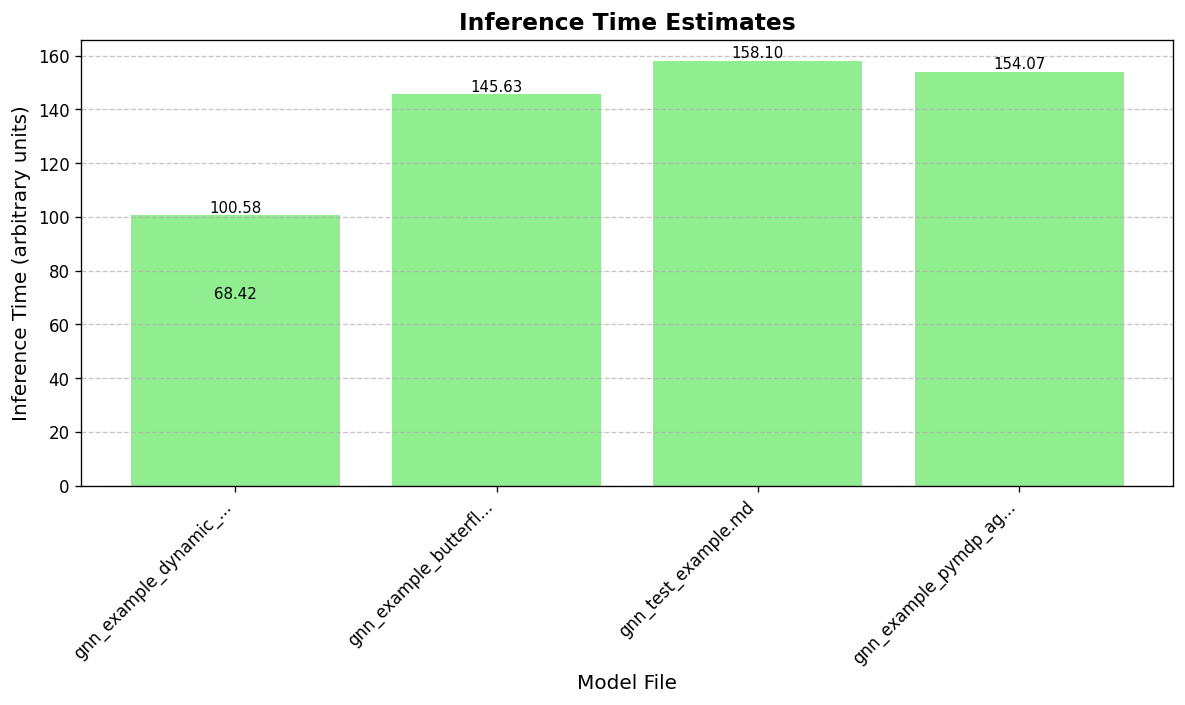 Inference Time Estimates
Inference Time (arbitrary units)
160
140
120
100
80
60
40
20
0
100.58
68.42
145.63
158.10
154.07
gnn_example_dynamic_...
gnn_example_butterfl...
gnn_test_example.md
gnn_example_pymdp_ag...
Model File